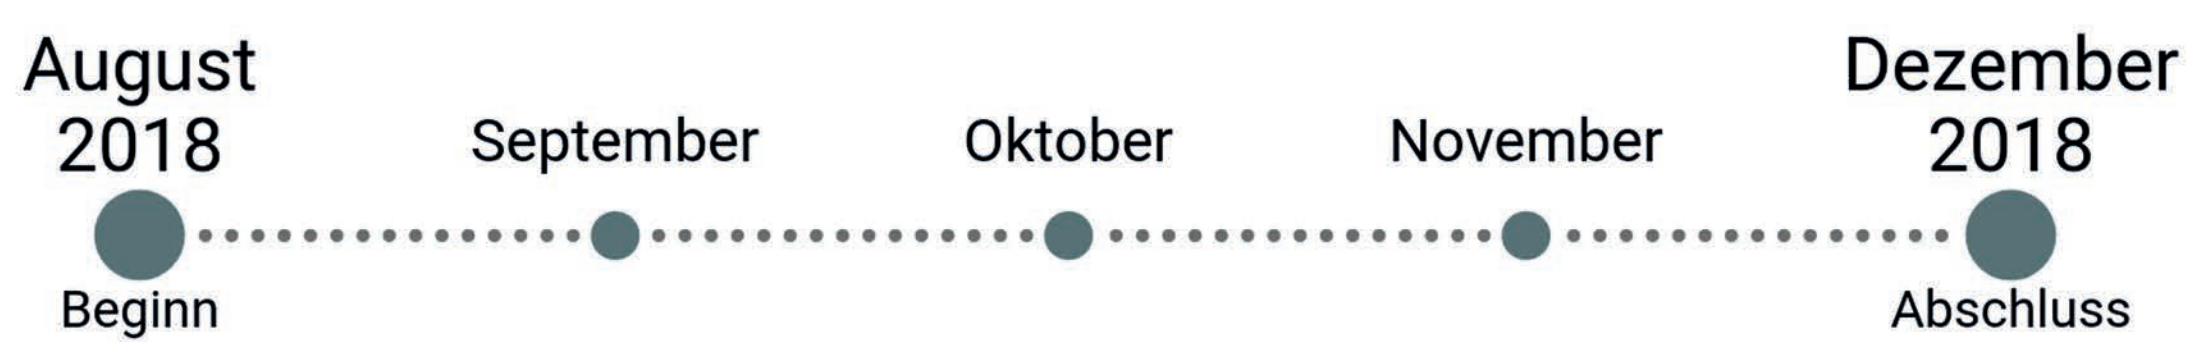 August
2018
September
Oktober
November
Dezember
2018
Beginn
Abschluss